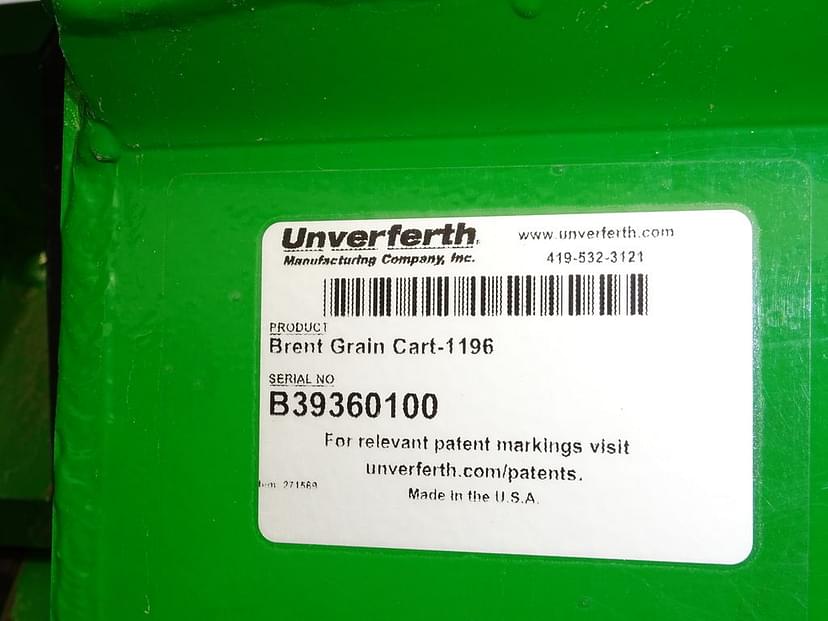 Unverferth
Manufacturing Company, Inc.
www.unverferth.com
419-532-3121
PRODUCT
Brent Grain Cart-1196
SERIAL NO
B39360100
For relevant patent markings visit
unverferth.com/patents.
271569
Made in the U.S.A.